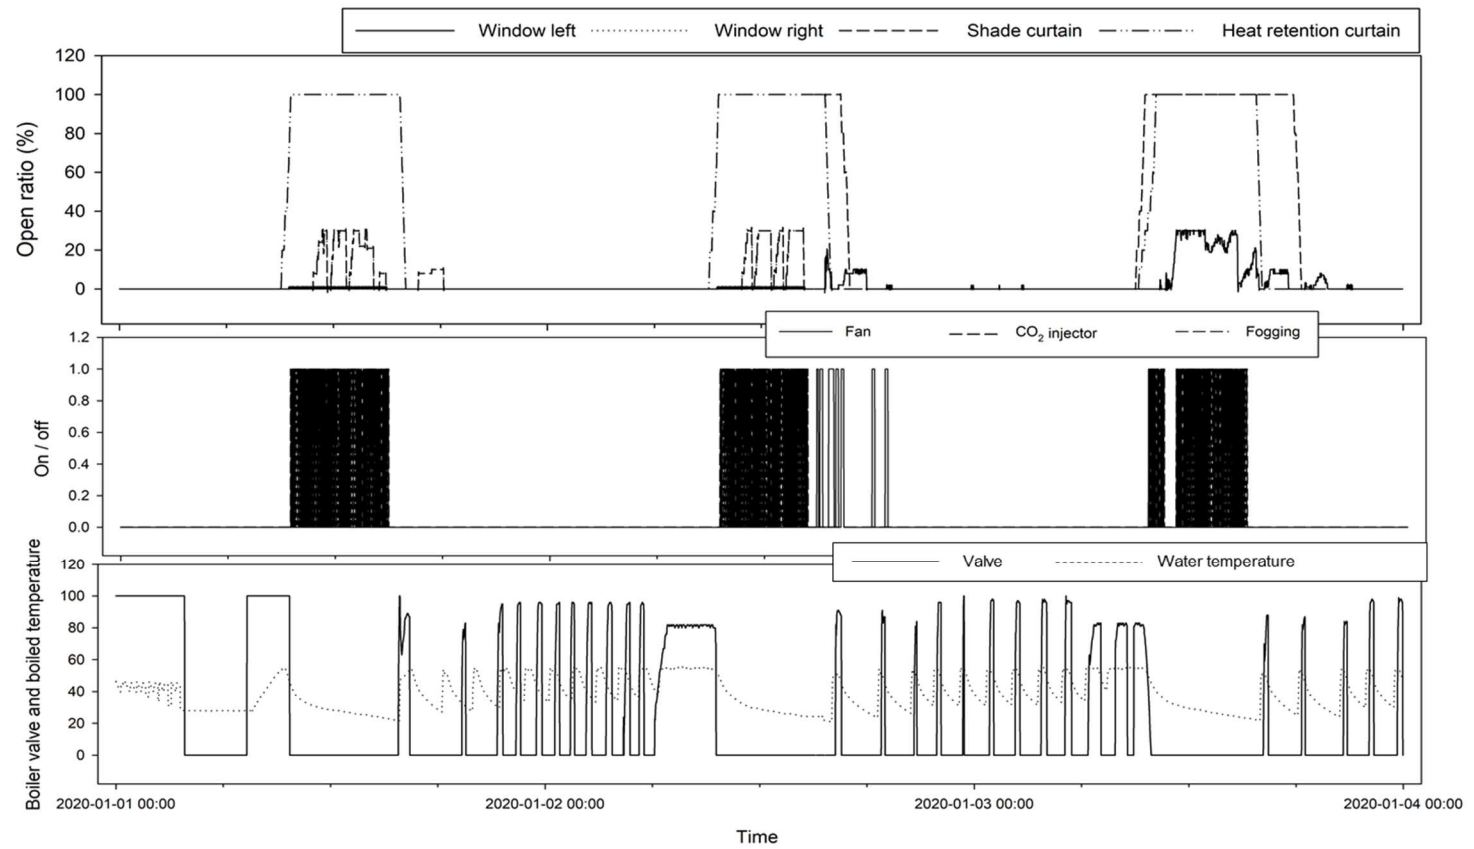 Window left Window right Shade curtain Heat retention curtain
120
100
80
60
40
20
0
Open ratio (%)
Fan CO2 injector Fogging
1.2
1.0
0.8
0.6
0.4
0.2
0.0
On / off
Valve Water temperature
120
100
80
60
40
20
0
Boiler valve and boiled temperature
2020-01-01 00:00 2020-01-02 00:00 2020-01-03 00:00 2020-01-04 00:00
Time